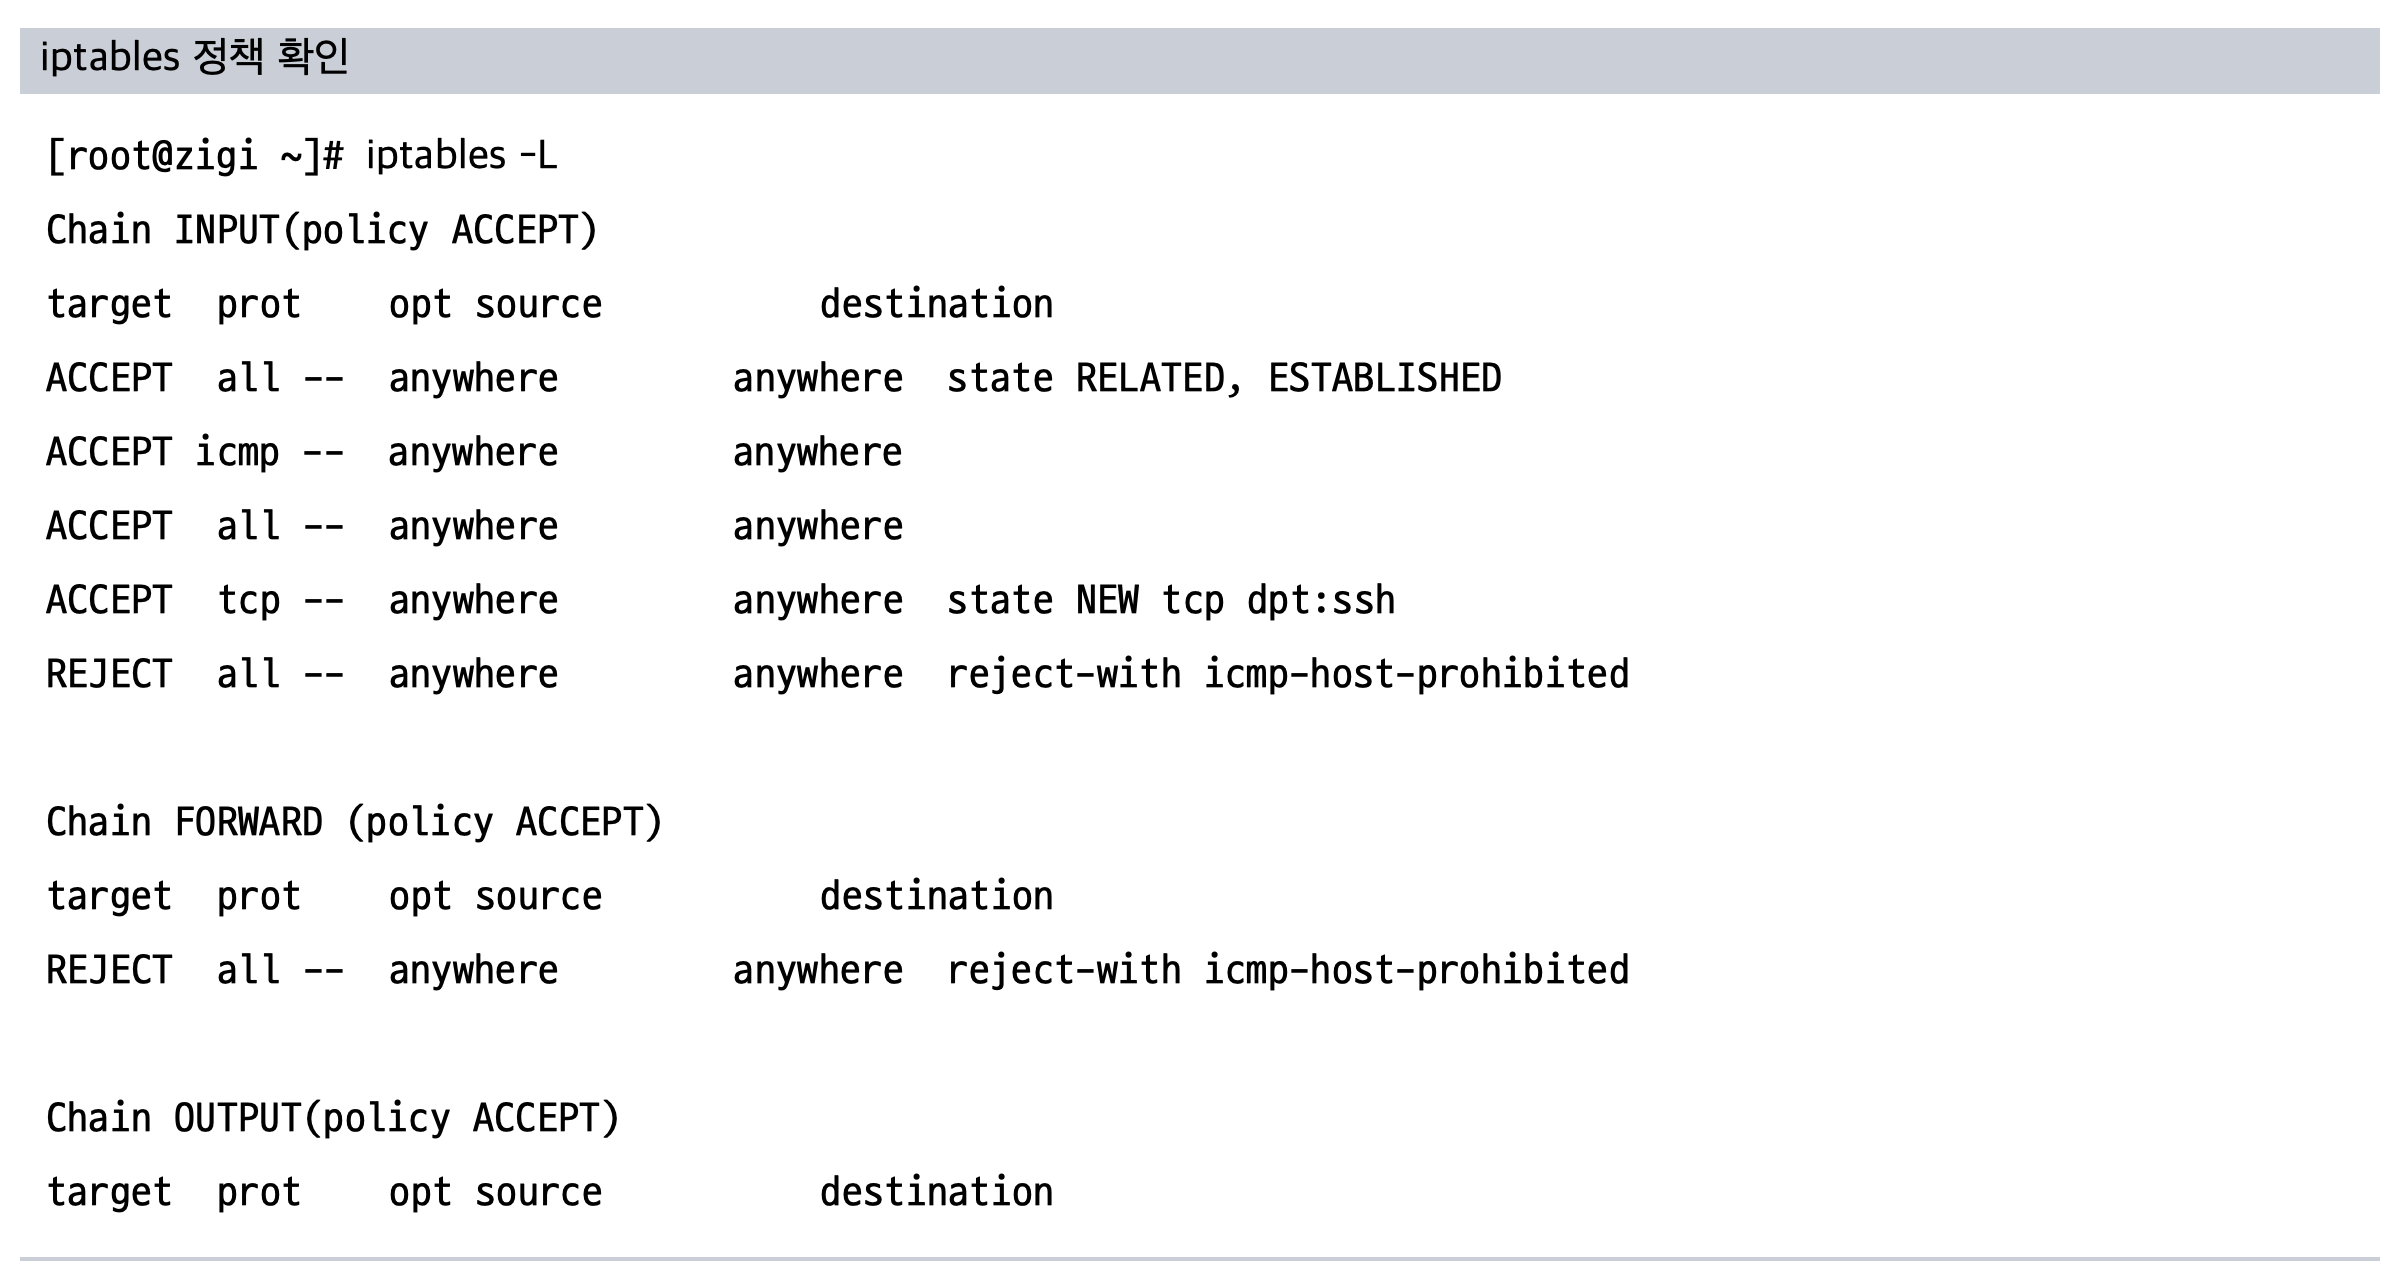 iptables 정책 확인
[root@zigi ~]# iptables -L
Chain INPUT(policy ACCEPT)
target prot opt source destination
ACCEPT all -- anywhere anywhere state RELATED, ESTABLISHED
ACCEPT icmp -- anywhere anywhere
ACCEPT all -- anywhere anywhere
ACCEPT tcp -- anywhere anywhere state NEW tcp dpt:ssh
REJECT all -- anywhere anywhere reject-with icmp-host-prohibited
Chain FORWARD (policy ACCEPT)
target prot opt source destination
REJECT all -- anywhere anywhere reject-with icmp-host-prohibited
Chain OUTPUT(policy ACCEPT)
target prot opt source destination